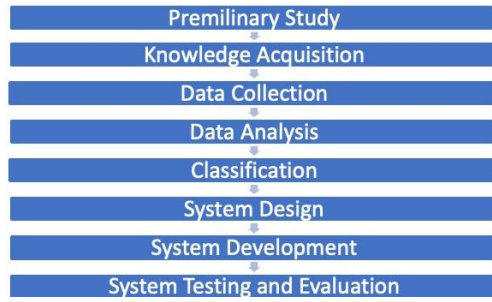 Premilinary Study
Knowledge Acquisition
Data Collection
Data Analysis
Classification
System Design
System Development
System Testing and Evaluation